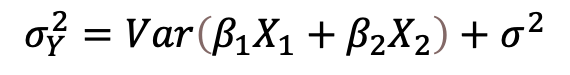 σ_Y^2 = Var(β_1X_1 + β_2X_2) + σ^2